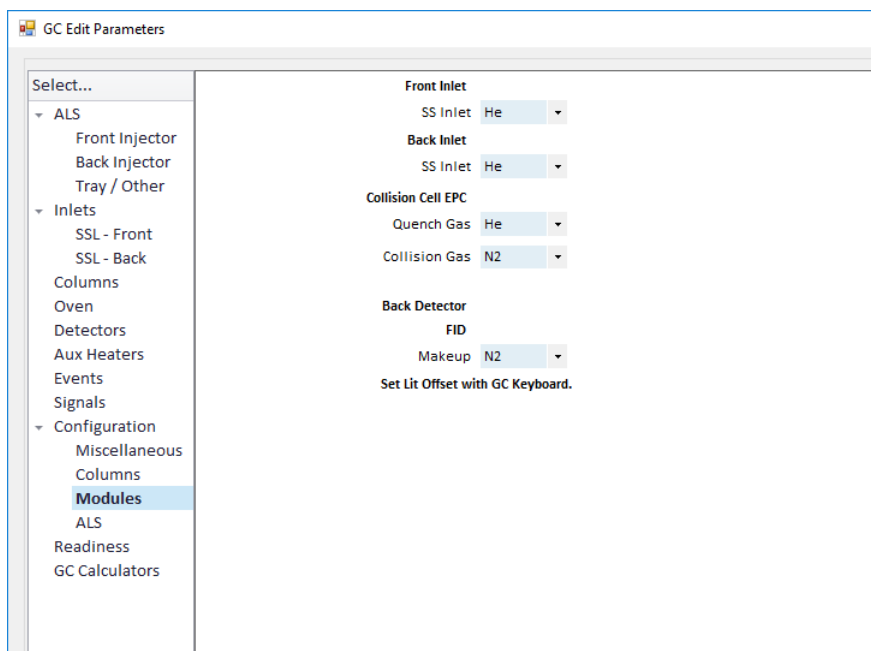 GC Edit Parameters
Select...
ALS
Front Injector
Back Injector
Tray / Other
Inlets
SSL - Front
SSL - Back
Columns
Oven
Detectors
Aux Heaters
Events
Signals
Configuration
Miscellaneous
Columns
Modules
ALS
Readiness
GC Calculators
Front Inlet
SS Inlet He
Back Inlet
SS Inlet He
Collision Cell EPC
Quench Gas He
Collision Gas N2
Back Detector
FID
Makeup N2
Set Lit Offset with GC Keyboard.